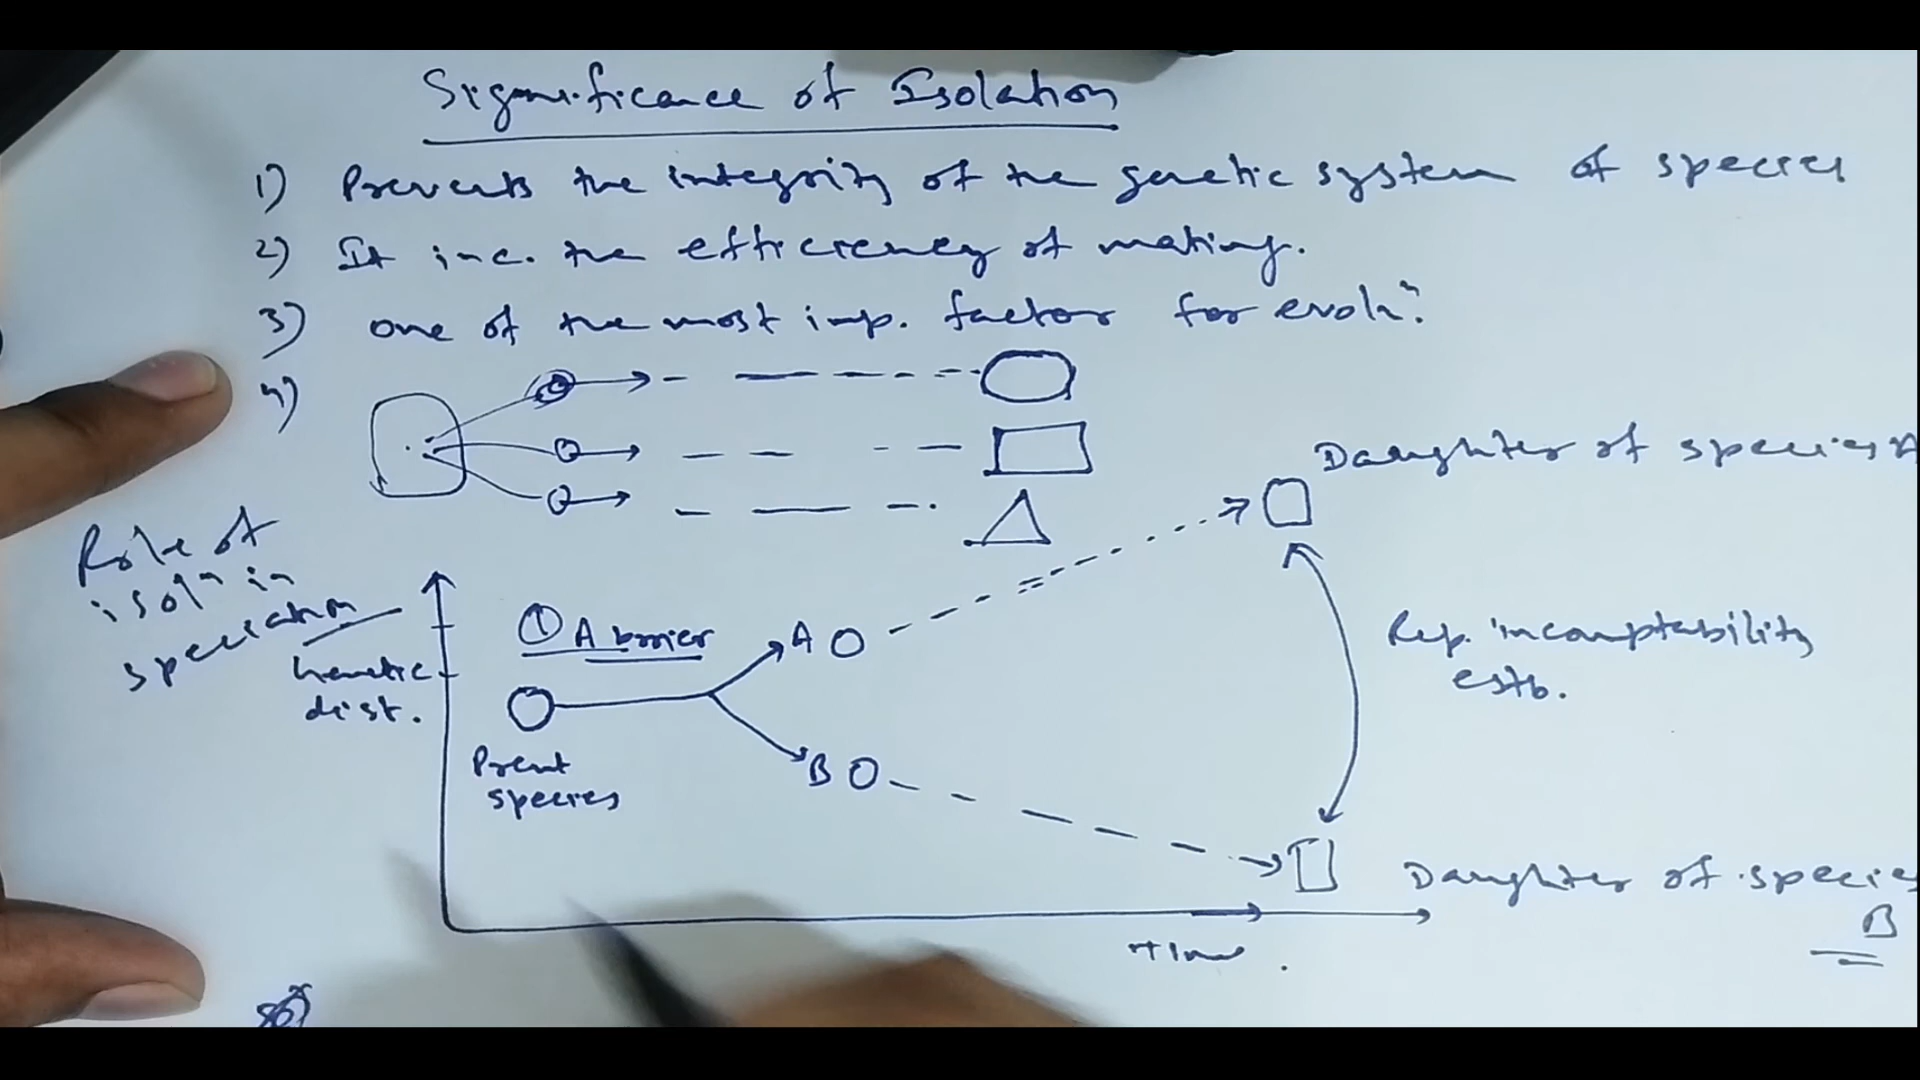 Significance of Isolation
1) Prevents the integrity of the genetic system of species
2) It inc. the efficiency of mating.
3) one of the most imp. factor for evoln.
4)
Role of
isoln in
speciation
Daughter of species A
① A barrier
Genetic
dist.
A
Rep. incomptability
estb.
Prent
species
B
Daughter of species
B
Time.